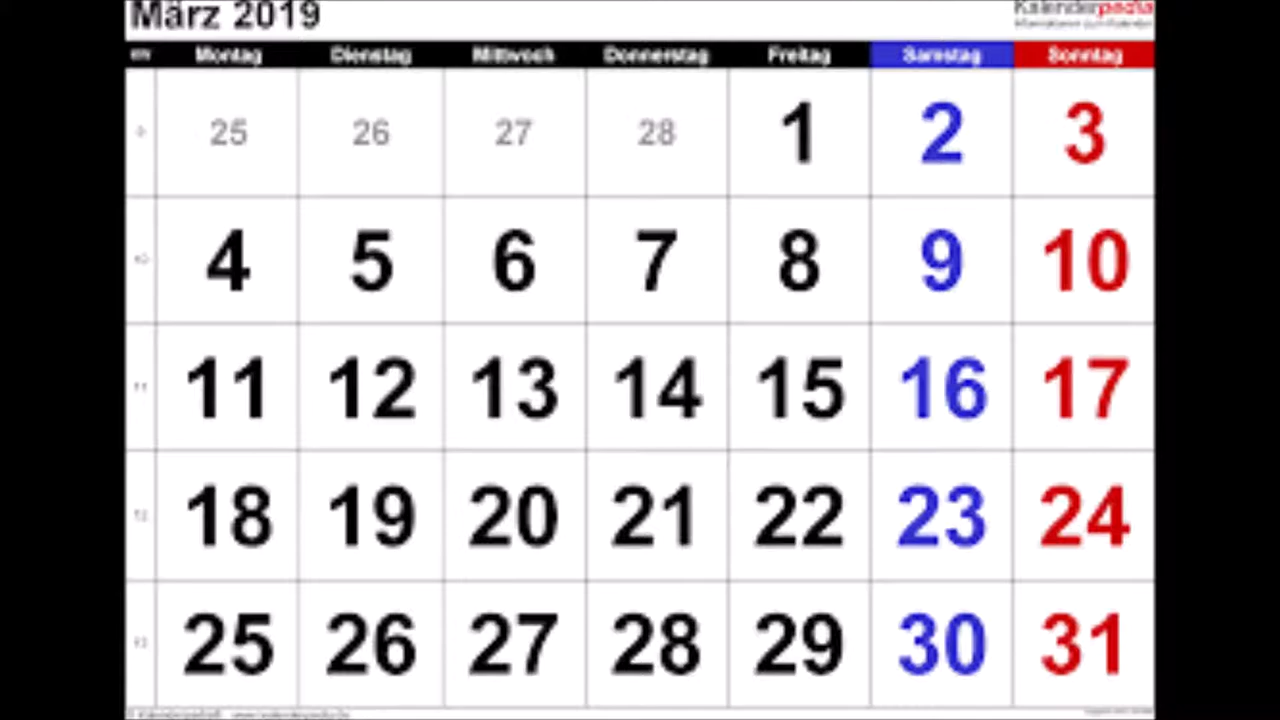 März 2019 Kalenderpedia
KW Montag Dienstag Mittwoch Donnerstag Freitag Samstag Sonntag
25 26 27 28 1 2 3
4 5 6 7 8 9 10
11 12 13 14 15 16 17
18 19 20 21 22 23 24
25 26 27 28 29 30 31